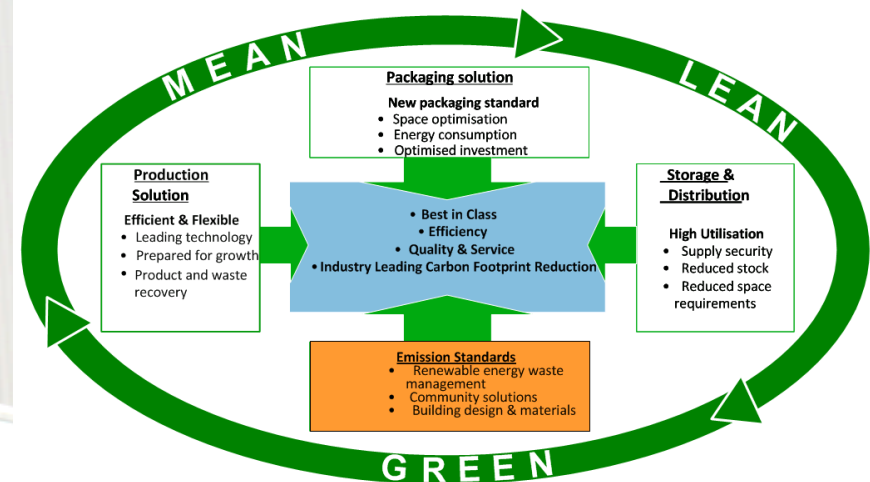 MEAN
LEAN
Packaging solution
New packaging standard
• Space optimisation
• Energy consumption
• Optimised investment
Production
Solution
Efficient & Flexible
• Leading technology
• Prepared for growth
• Product and waste
recovery
• Best in Class
• Efficiency
• Quality & Service
• Industry Leading Carbon Footprint Reduction
Storage &
Distribution
High Utilisation
• Supply security
• Reduced stock
• Reduced space
requirements
Emission Standards
• Renewable energy waste
management
• Community solutions
• Building design & materials
GREEN